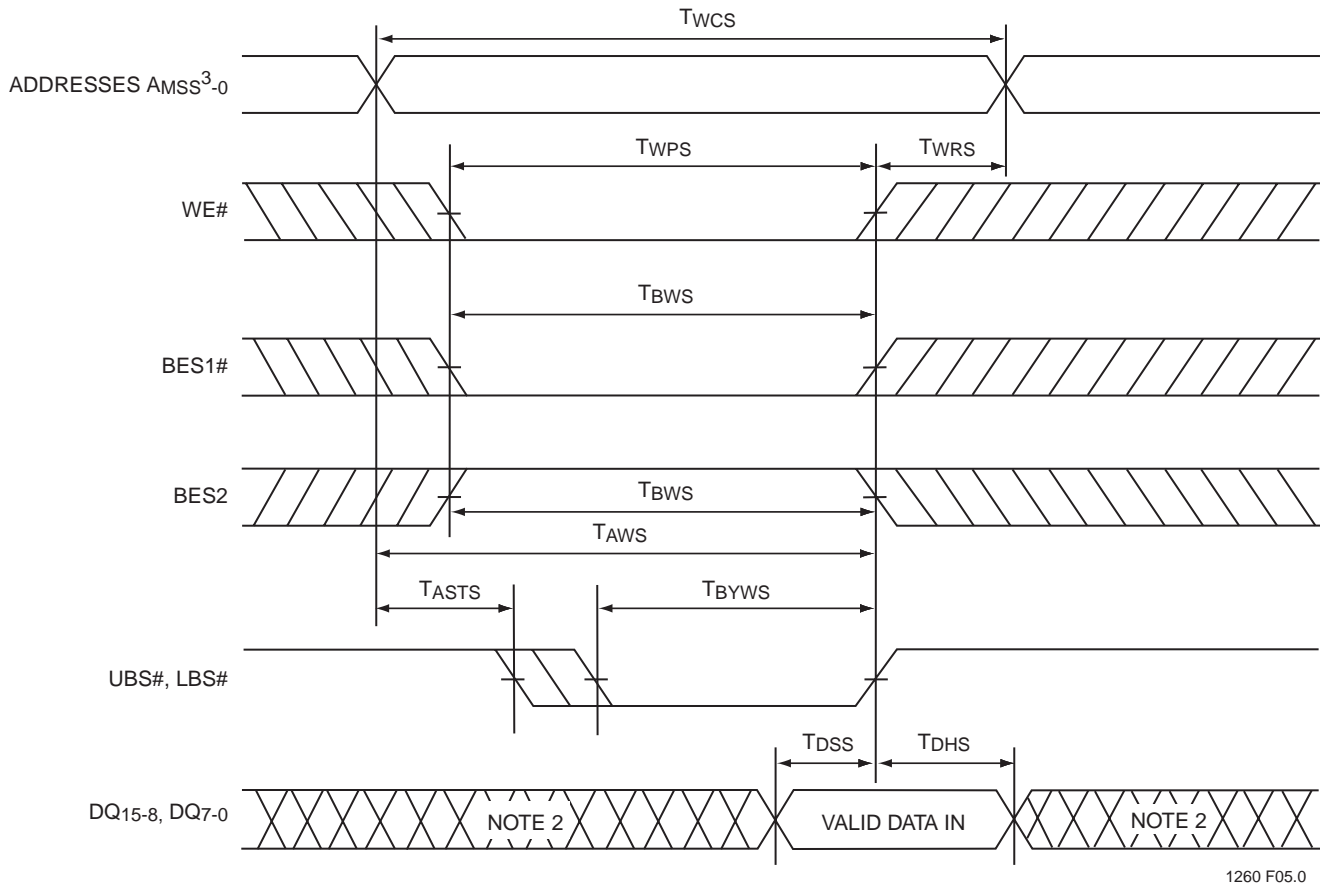 TWCS
ADDRESSES AMSS3-0
TWPS
TWRS
WE#
TBWS
BES1#
BES2
TBWS
TAWS
TASTS
TBYWS
UBS#, LBS#
TDSS
TDHS
DQ15-8, DQ7-0
NOTE 2
VALID DATA IN
NOTE 2
1260 F05.0